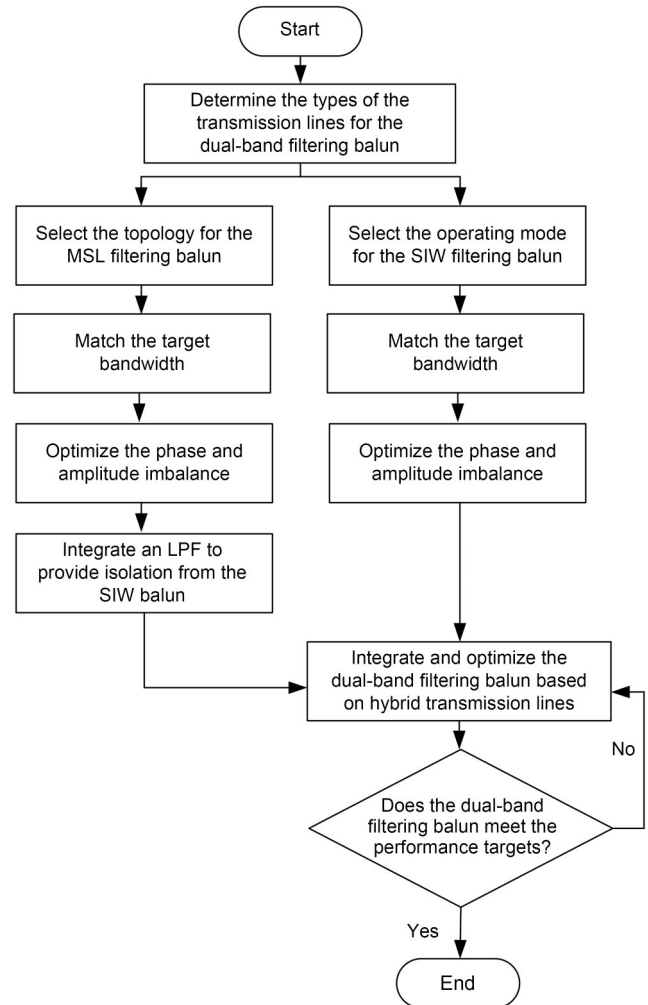 Start
Determine the types of the
transmission lines for the
dual-band filtering balun
Select the topology for the
MSL filtering balun
Select the operating mode
for the SIW filtering balun
Match the target
bandwidth
Match the target
bandwidth
Optimize the phase and
amplitude imbalance
Optimize the phase and
amplitude imbalance
Integrate an LPF to
provide isolation from the
SIW balun
Integrate and optimize the
dual-band filtering balun based
on hybrid transmission lines
No
Does the dual-band
filtering balun meet the
performance targets?
Yes
End